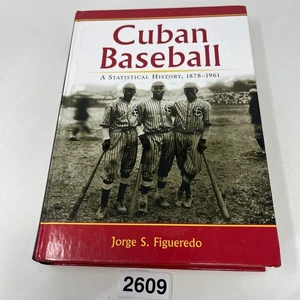 Cuban
Baseball
A Statistical History, 1878–1961
Jorge S. Figueredo
2609